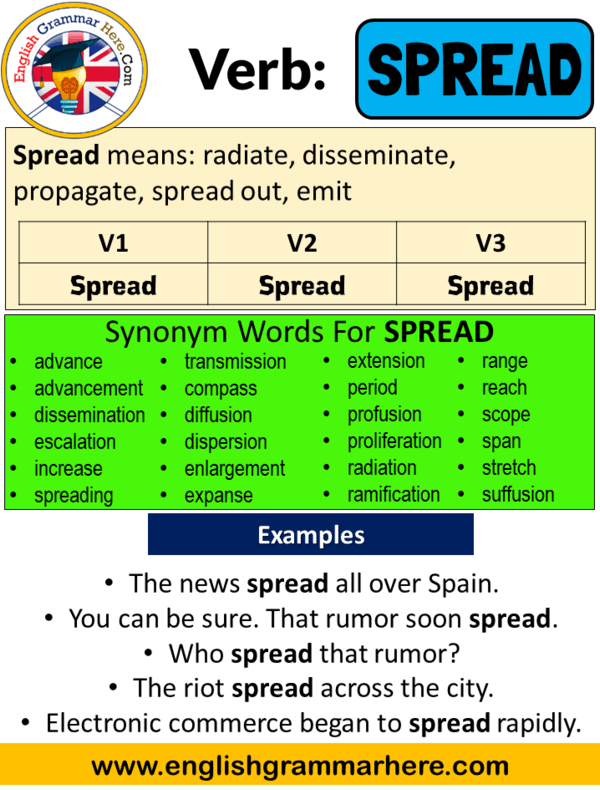 English Grammar Here.Com
Verb:
SPREAD
Spread means: radiate, disseminate,
propagate, spread out, emit
V1 V2 V3
Spread Spread Spread
Synonym Words For SPREAD
• advance • transmission • extension • range
• advancement • compass • period • reach
• dissemination • diffusion • profusion • scope
• escalation • dispersion • proliferation • span
• increase • enlargement • radiation • stretch
• spreading • expanse • ramification • suffusion
Examples
• The news spread all over Spain.
• You can be sure. That rumor soon spread.
• Who spread that rumor?
• The riot spread across the city.
• Electronic commerce began to spread rapidly.
www.englishgrammarhere.com